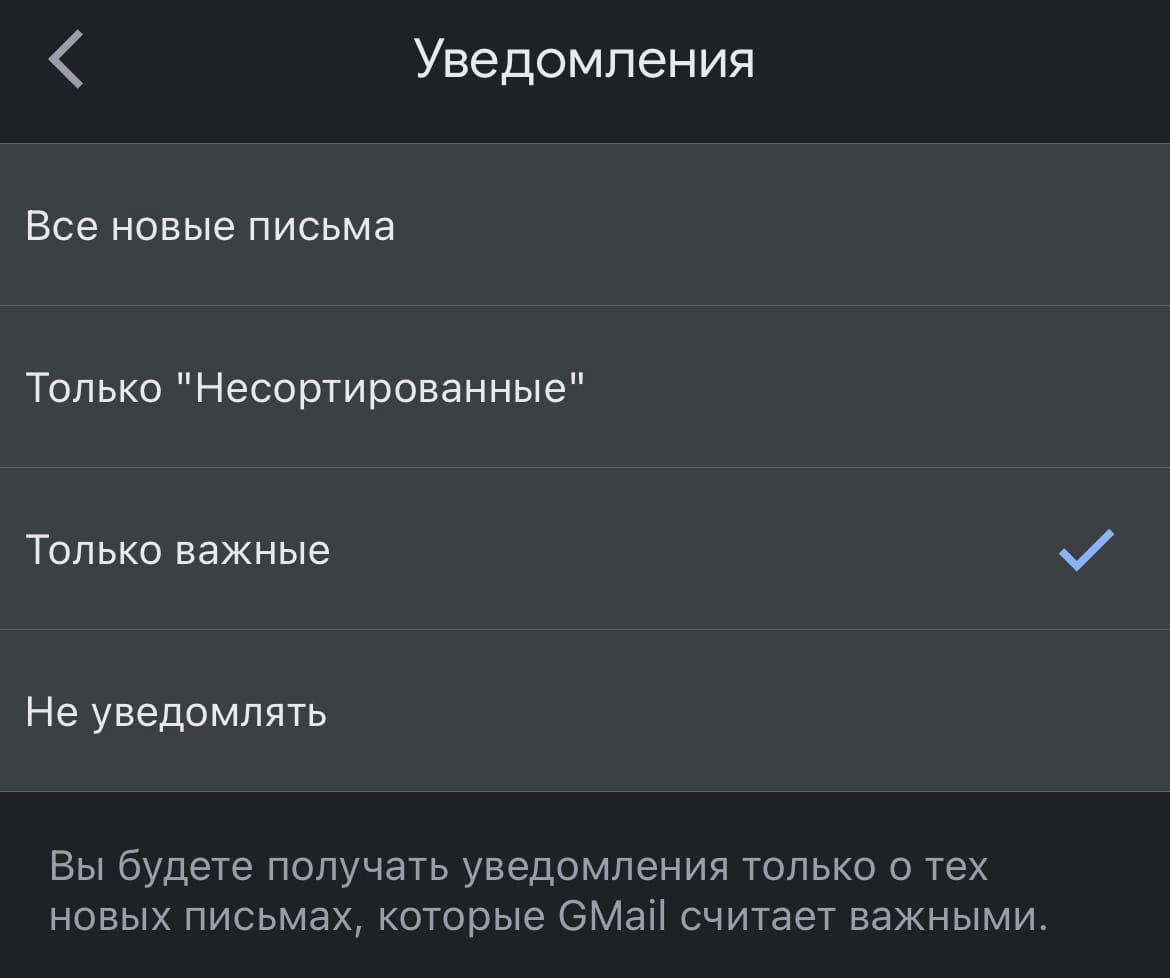 Уведомления
Все новые письма
Только "Несортированные"
Только важные
Не уведомлять
Вы будете получать уведомления только о тех
новых письмах, которые GMail считает важными.